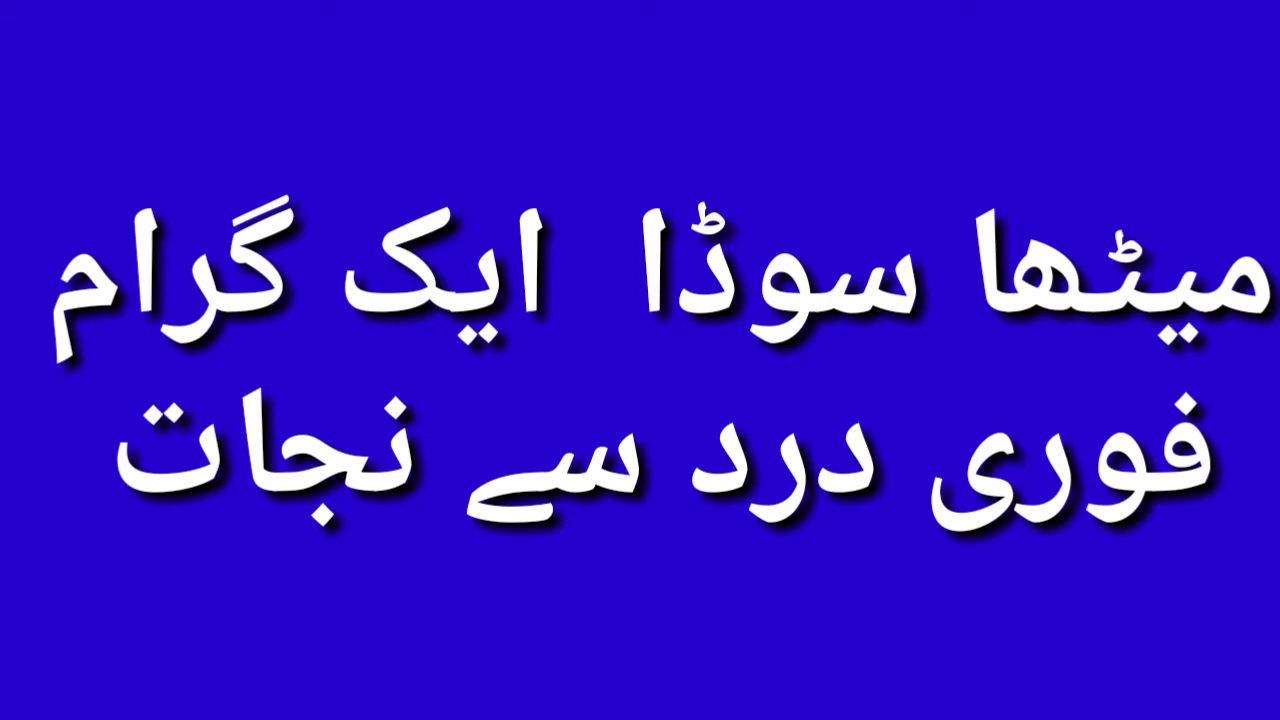 میٹھا سوڈا ایک گرام
فوری درد سے نجات